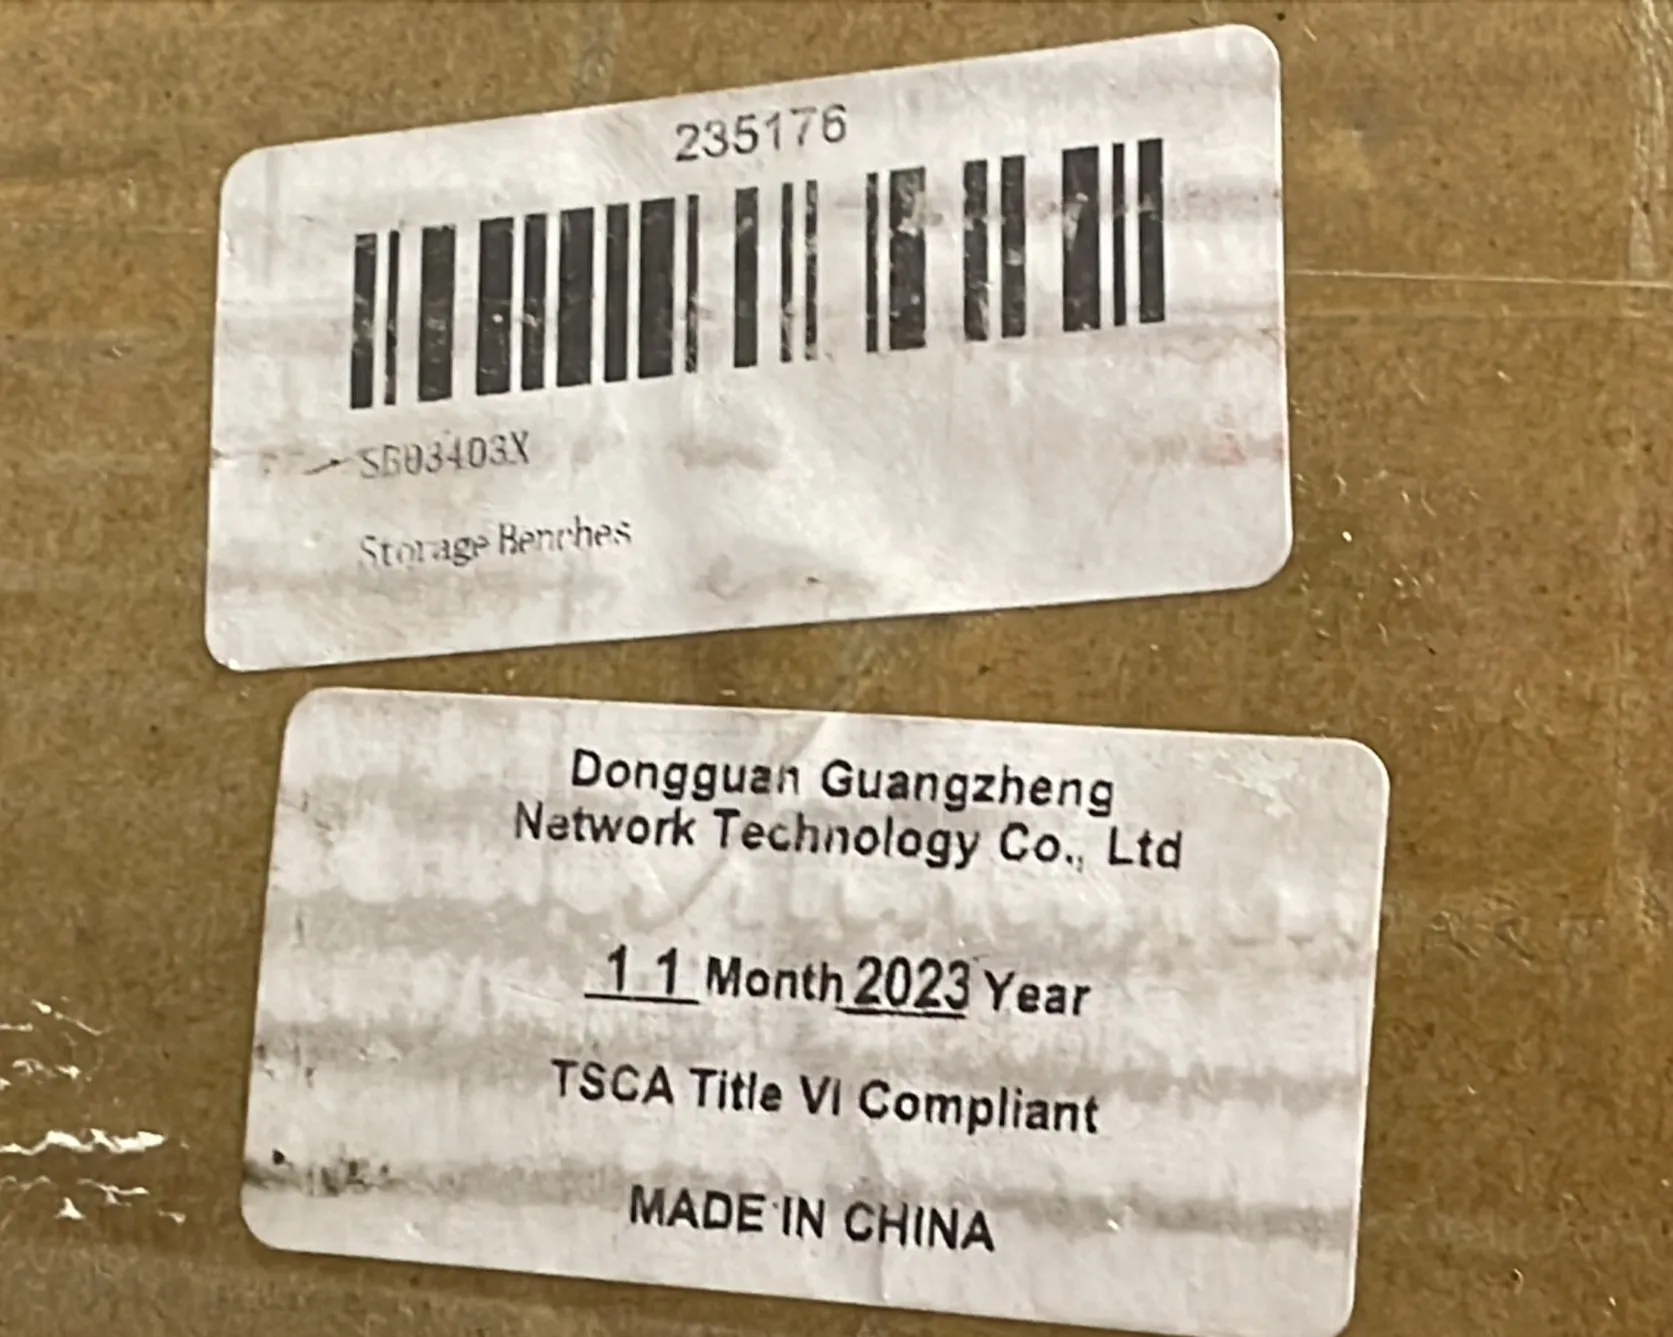 235176
SB03403X
Storage Benches
Dongguan Guangzheng
Network Technology Co., Ltd
11 Month 2023 Year
TSCA Title VI Compliant
MADE IN CHINA